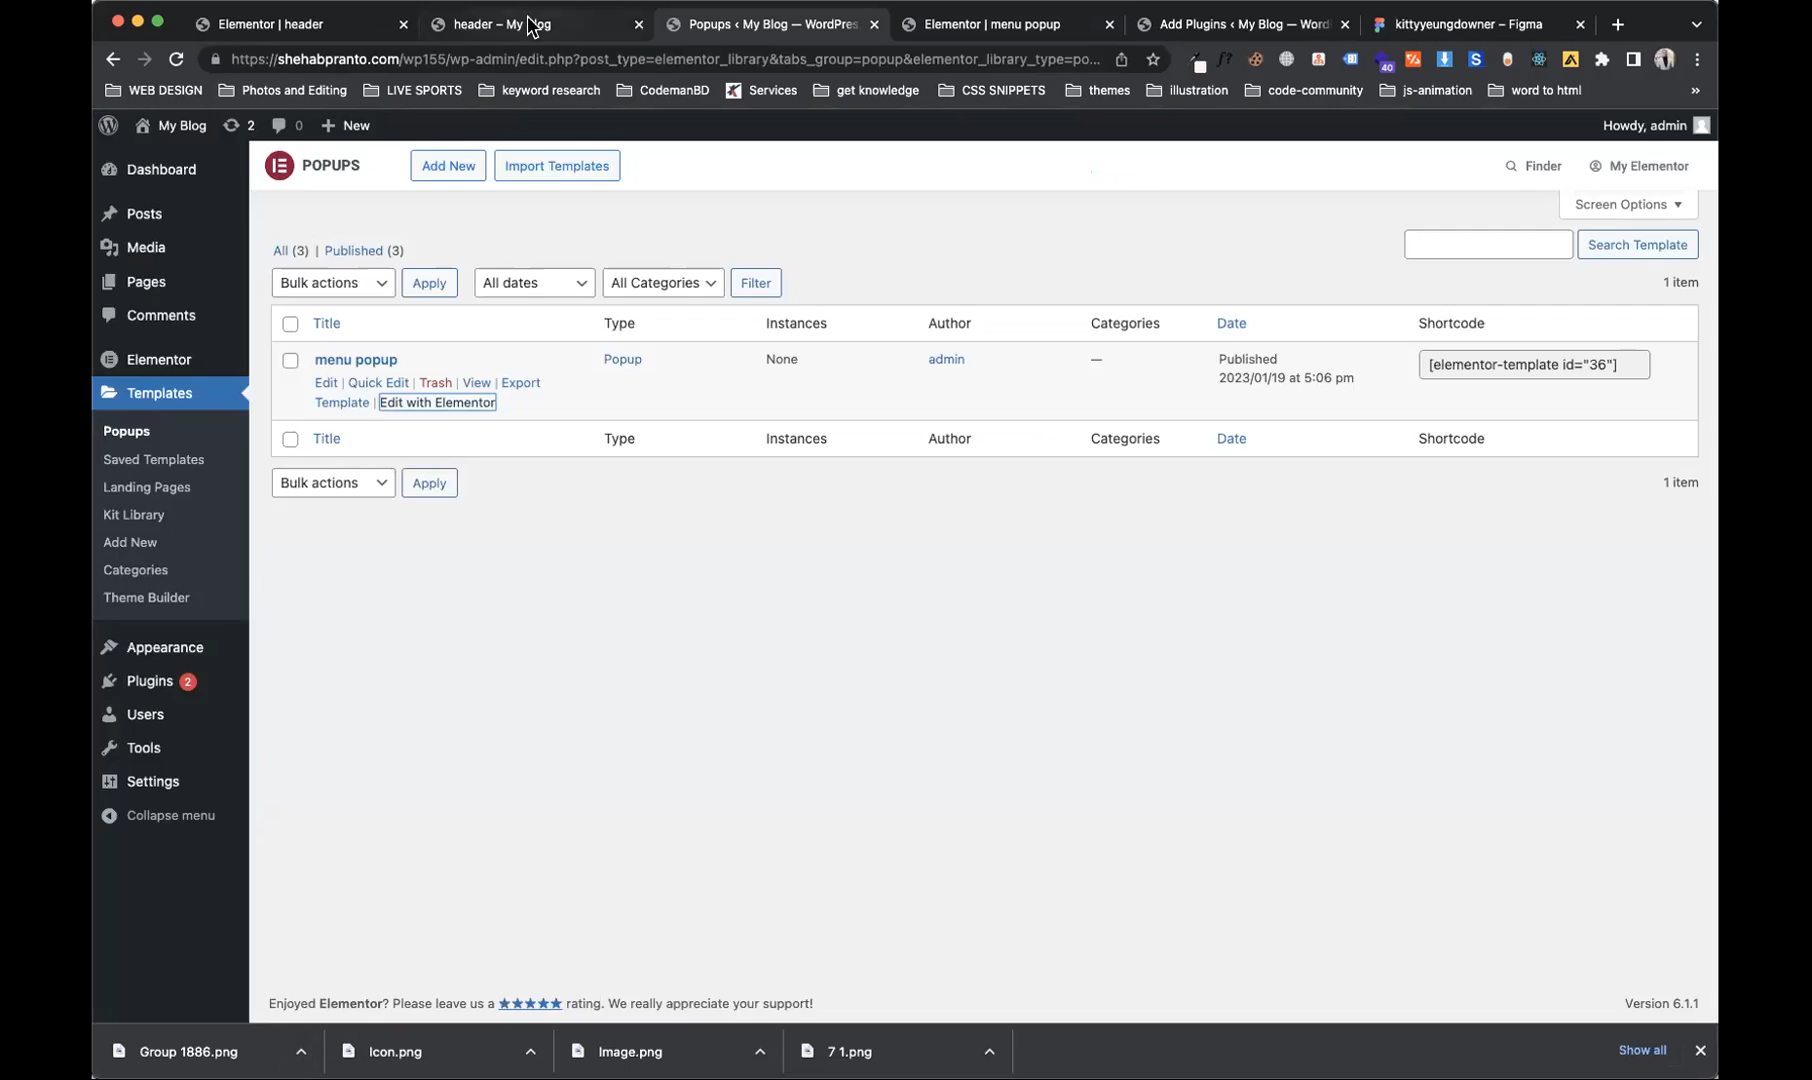 Elementor | header
header – My Blog
Popups ‹ My Blog — WordPres
Elementor | menu popup
Add Plugins ‹ My Blog — Word
kittyyeungdowner – Figma
https://shehabpranto.com/wp155/wp-admin/edit.php?post_type=elementor_library&tabs_group=popup&elementor_library_type=po...
40
WEB DESIGN
Photos and Editing
LIVE SPORTS
keyword research
CodemanBD
Services
get knowledge
CSS SNIPPETS
themes
illustration
code-community
js-animation
word to html
»
My Blog
2
0
New
Howdy, admin
Dashboard
Posts
Media
Pages
Comments
Elementor
Templates
Popups
Saved Templates
Landing Pages
Kit Library
Add New
Categories
Theme Builder
Appearance
Plugins 2
Users
Tools
Settings
Collapse menu
POPUPS
Add New
Import Templates
Finder
My Elementor
Screen Options
All (3) | Published (3)
Search Template
Bulk actions
Apply
All dates
All Categories
Filter
1 item
Title Type Instances Author Categories Date Shortcode
menu popup Popup None admin — Published [elementor-template id="36"]
2023/01/19 at 5:06 pm
Edit | Quick Edit | Trash | View | Export
Template | Edit with Elementor
Title Type Instances Author Categories Date Shortcode
Bulk actions
Apply
1 item
Enjoyed Elementor? Please leave us a ★★★★★ rating. We really appreciate your support!
Version 6.1.1
Group 1886.png
Icon.png
Image.png
7 1.png
Show all